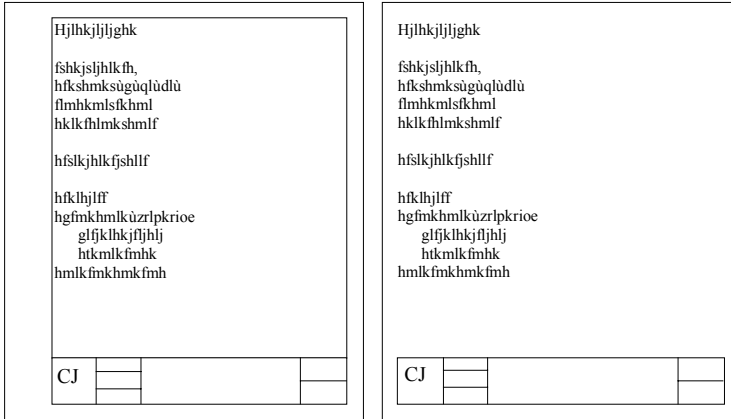 Hjlhkjljljghk
fshkjsljhlkfh,
hfkshmksùgùqlùdlù
flmhkmlsfkhml
hklkfhlmkshmlf
hfslkjhlkfjshllf
hfklhjlff
hgfmkhmlkùzrlpkrioe
glfjklhkjfljhlj
htkmlkfmhk
hmlkfmkhmkfmh
CJ
Hjlhkjljljghk
fshkjsljhlkfh,
hfkshmksùgùqlùdlù
flmhkmlsfkhml
hklkfhlmkshmlf
hfslkjhlkfjshllf
hfklhjlff
hgfmkhmlkùzrlpkrioe
glfjklhkjfljhlj
htkmlkfmhk
hmlkfmkhmkfmh
CJ